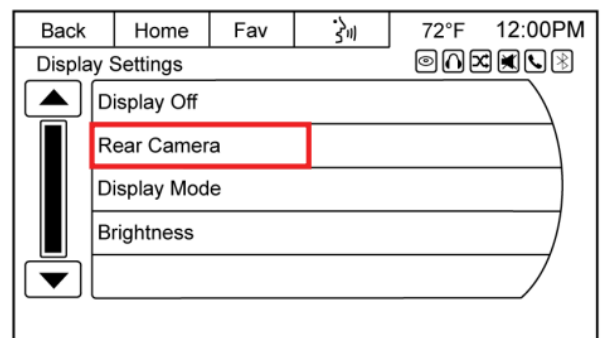 Back Home Fav 72°F 12:00PM
Display Settings
Display Off
Rear Camera
Display Mode
Brightness